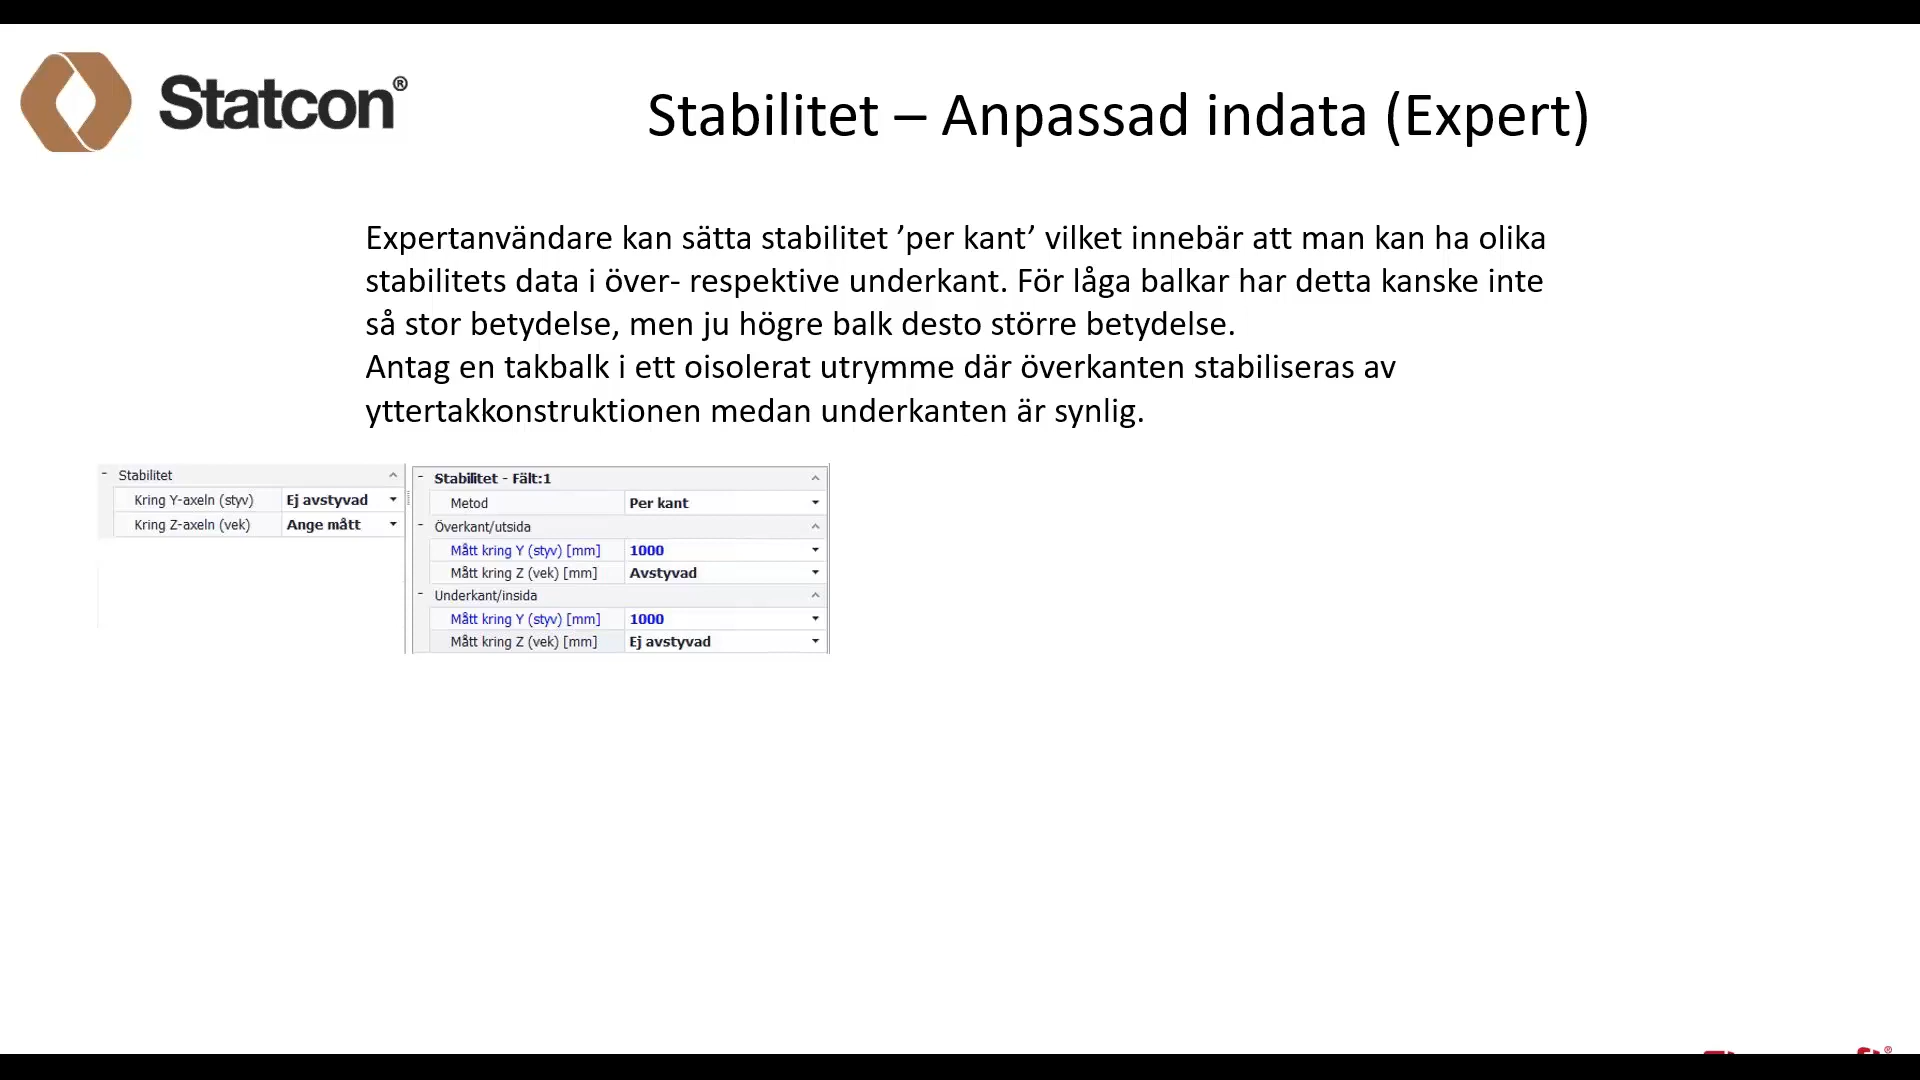 Statcon®
Stabilitet – Anpassad indata (Expert)
Expertanvändare kan sätta stabilitet ’per kant’ vilket innebär att man kan ha olika
stabilitets data i över- respektive underkant. För låga balkar har detta kanske inte
så stor betydelse, men ju högre balk desto större betydelse.
Antag en takbalk i ett oisolerat utrymme där överkanten stabiliseras av
yttertakkonstruktionen medan underkanten är synlig.
Stabilitet
Kring Y-axeln (styv) Ej avstyvad
Kring Z-axeln (vek) Ange mått
Stabilitet - Fält:1
Metod Per kant
Överkant/utsida
Mått kring Y (styv) [mm] 1000
Mått kring Z (vek) [mm] Avstyvad
Underkant/insida
Mått kring Y (styv) [mm] 1000
Mått kring Z (vek) [mm] Ej avstyvad